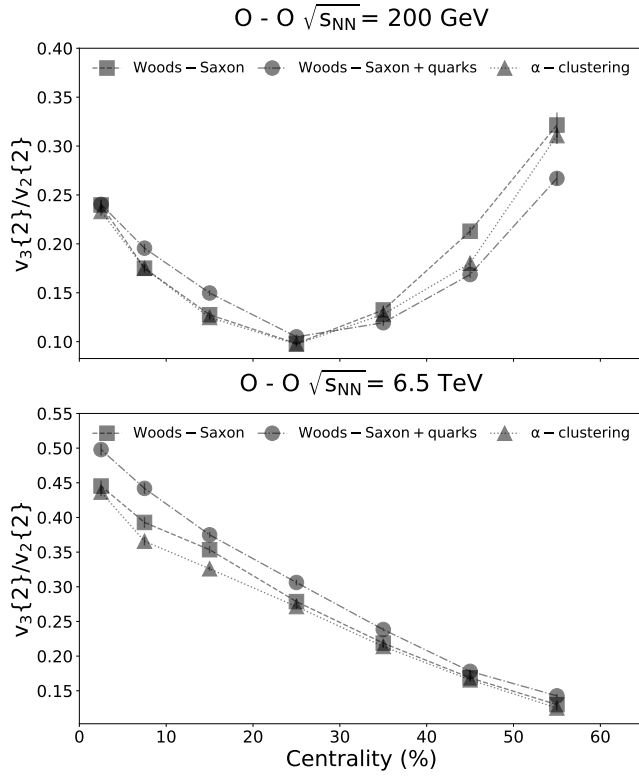 O - O √sNN = 200 GeV
0.40
Woods−Saxon Woods−Saxon+quarks α−clustering
0.35
0.30
0.25
0.20
0.15
0.10
v3{2}/v2{2}
O - O √sNN = 6.5 TeV
0.55
Woods−Saxon Woods−Saxon+quarks α−clustering
0.50
0.45
0.40
0.35
0.30
0.25
0.20
0.15
v3{2}/v2{2}
0 10 20 30 40 50 60
Centrality (%)